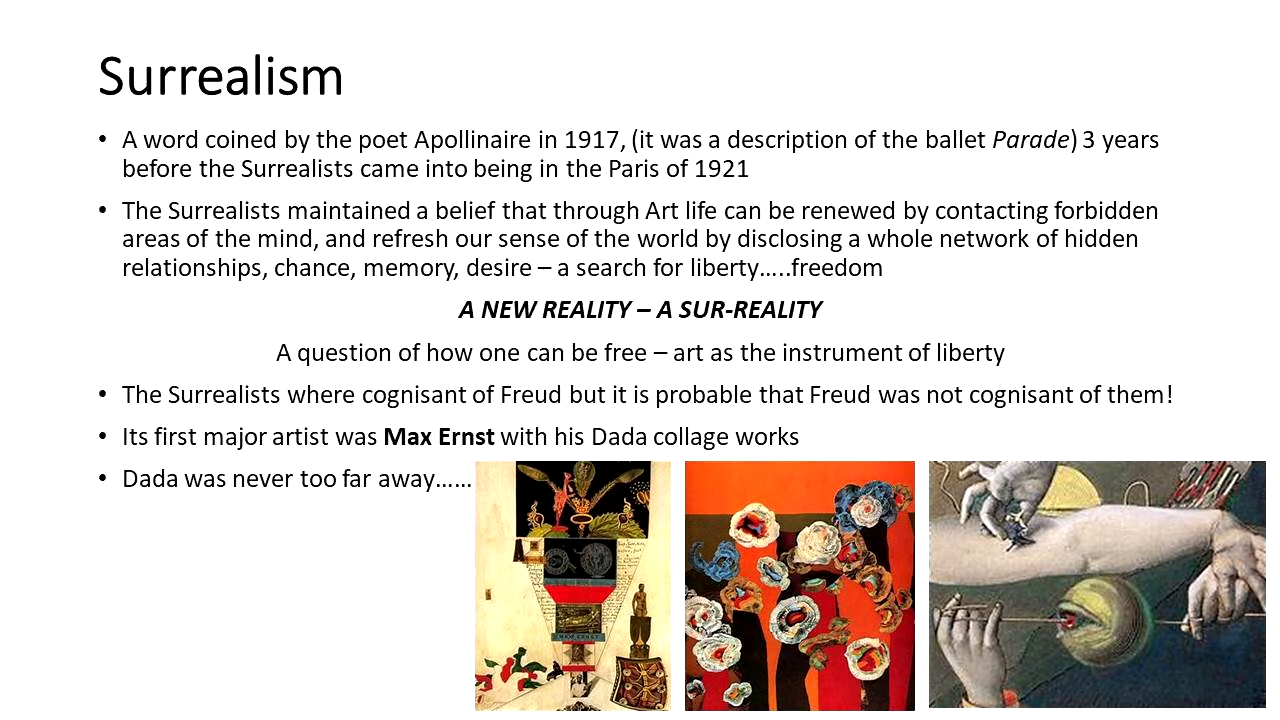 Surrealism
• A word coined by the poet Apollinaire in 1917, (it was a description of the ballet Parade) 3 years
before the Surrealists came into being in the Paris of 1921
• The Surrealists maintained a belief that through Art life can be renewed by contacting forbidden
areas of the mind, and refresh our sense of the world by disclosing a whole network of hidden
relationships, chance, memory, desire – a search for liberty…..freedom
A NEW REALITY – A SUR-REALITY
A question of how one can be free – art as the instrument of liberty
• The Surrealists where cognisant of Freud but it is probable that Freud was not cognisant of them!
• Its first major artist was Max Ernst with his Dada collage works
• Dada was never too far away……
MAX ERNST